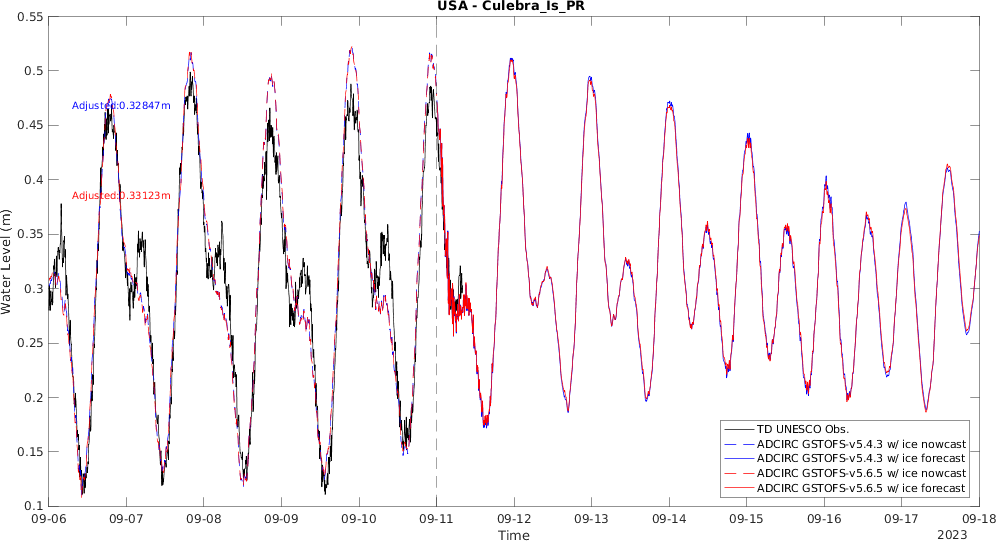 USA - Culebra_Is_PR
0.55
0.5
0.45
0.4
0.35
0.3
0.25
0.2
0.15
0.1
Water Level (m)
Adjusted:0.32847m
Adjusted:0.33123m
TD UNESCO Obs.
ADCIRC GSTOFS-v5.4.3 w/ ice nowcast
ADCIRC GSTOFS-v5.4.3 w/ ice forecast
ADCIRC GSTOFS-v5.6.5 w/ ice nowcast
ADCIRC GSTOFS-v5.6.5 w/ ice forecast
09-06 09-07 09-08 09-09 09-10 09-11 09-12 09-13 09-14 09-15 09-16 09-17 09-18
Time
2023